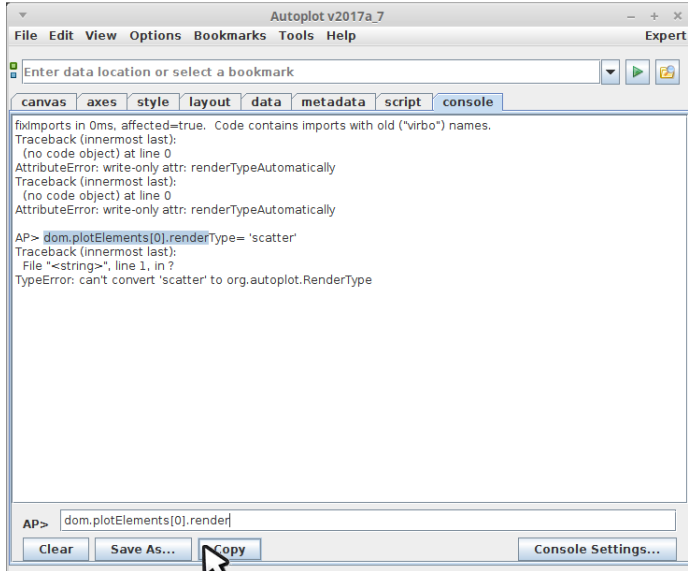 Autoplot v2017a_7
File Edit View Options Bookmarks Tools Help Expert
Enter data location or select a bookmark
canvas axes style layout data metadata script console
fixImports in 0ms, affected=true. Code contains imports with old ("virbo") names.
Traceback (innermost last):
(no code object) at line 0
AttributeError: write-only attr: renderTypeAutomatically
Traceback (innermost last):
(no code object) at line 0
AttributeError: write-only attr: renderTypeAutomatically
AP> dom.plotElements[0].renderType= 'scatter'
Traceback (innermost last):
File "<string>", line 1, in ?
TypeError: can't convert 'scatter' to org.autoplot.RenderType
AP> dom.plotElements[0].render
Clear Save As... Copy Console Settings...